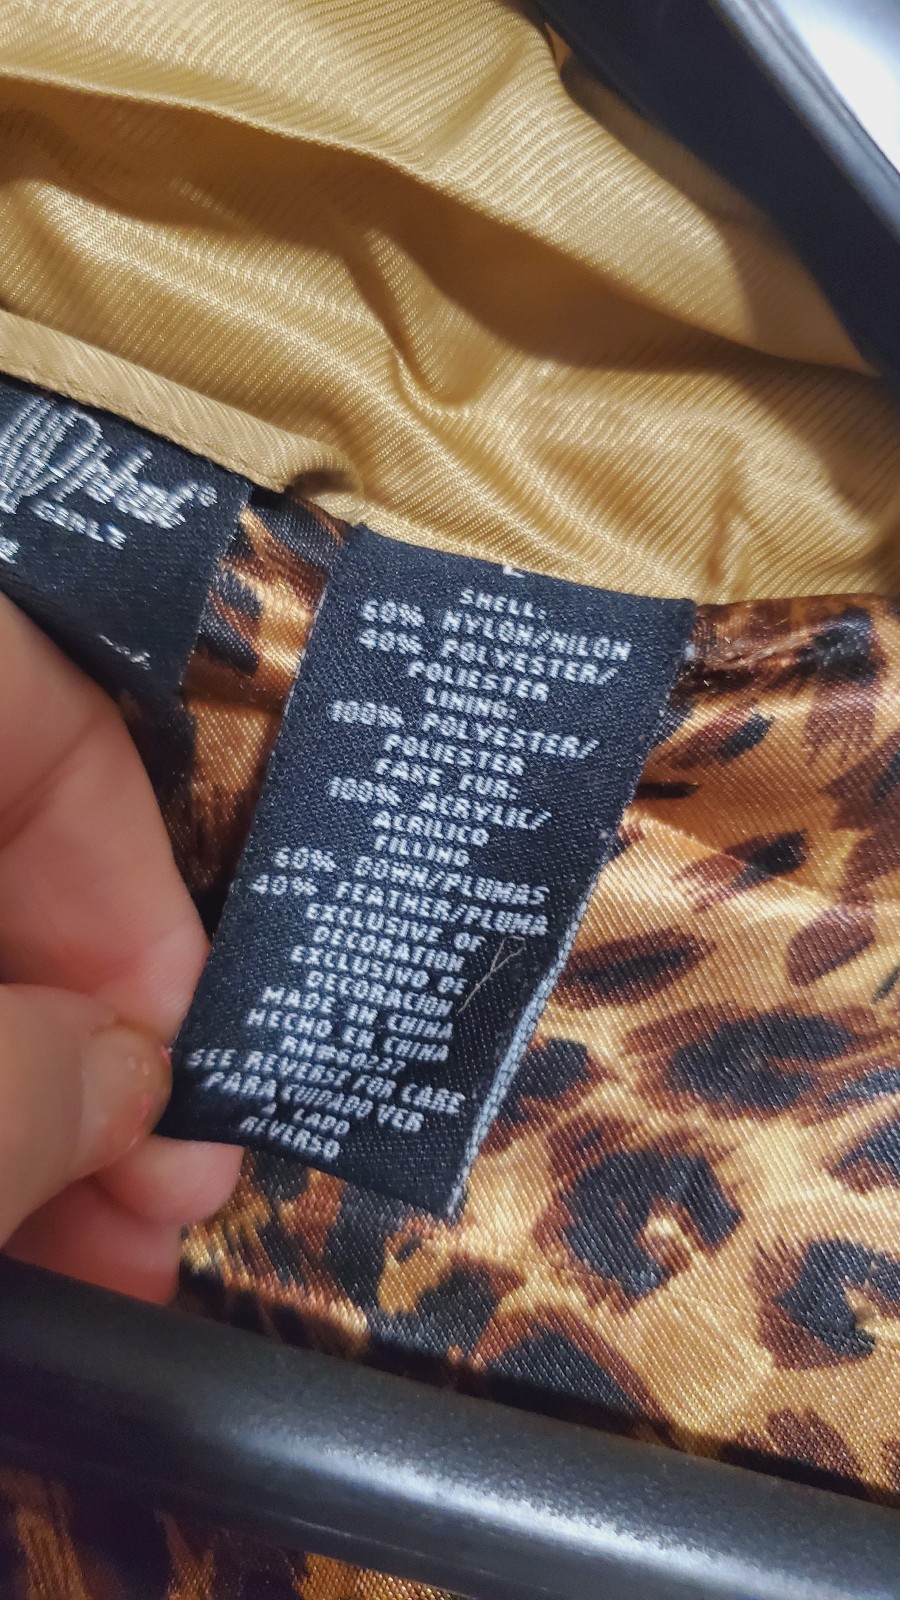 GIRLS
L
SHELL:
60% NYLON/NILON
40% POLYESTER/
POLIESTER
LINING:
100% POLYESTER/
POLIESTER
FAKE FUR:
100% ACRYLIC/
ACRILICO
FILLING
60% DOWN/PLUMAS
40% FEATHER/PLUMA
EXCLUSIVE OF
DECORATION
EXCLUSIVO DE
DECORACION
MADE IN CHINA
HECHO EN CHINA
RN#60257
SEE REVERSE FOR CARE
PARA CUIDADO VER
LADO
REVERSO